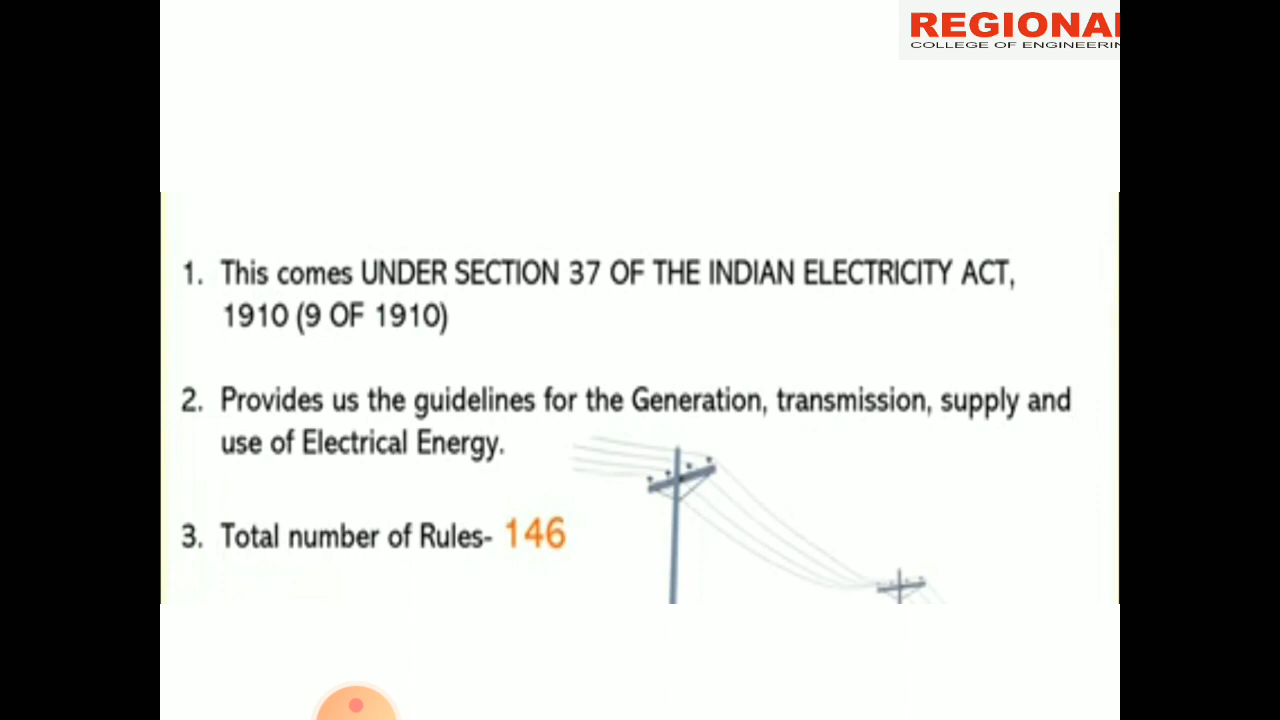 REGIONAL
COLLEGE OF ENGINEERIN
1. This comes UNDER SECTION 37 OF THE INDIAN ELECTRICITY ACT,
1910 (9 OF 1910)
2. Provides us the guidelines for the Generation, transmission, supply and
use of Electrical Energy.
3. Total number of Rules- 146